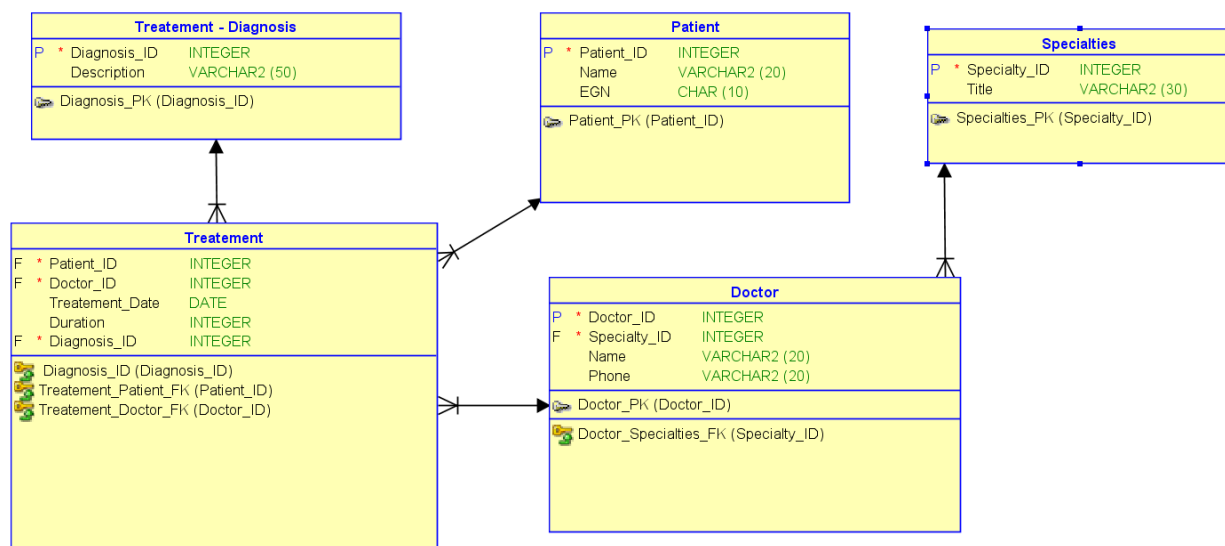 Treatement - Diagnosis
P * Diagnosis_ID INTEGER
Description VARCHAR2 (50)
Diagnosis_PK (Diagnosis_ID)
Patient
P * Patient_ID INTEGER
Name VARCHAR2 (20)
EGN CHAR (10)
Patient_PK (Patient_ID)
Specialties
P * Specialty_ID INTEGER
Title VARCHAR2 (30)
Specialties_PK (Specialty_ID)
Treatement
F * Patient_ID INTEGER
F * Doctor_ID INTEGER
Treatement_Date DATE
Duration INTEGER
F * Diagnosis_ID INTEGER
Diagnosis_ID (Diagnosis_ID)
Treatement_Patient_FK (Patient_ID)
Treatement_Doctor_FK (Doctor_ID)
Doctor
P * Doctor_ID INTEGER
F * Specialty_ID INTEGER
Name VARCHAR2 (20)
Phone VARCHAR2 (20)
Doctor_PK (Doctor_ID)
Doctor_Specialties_FK (Specialty_ID)